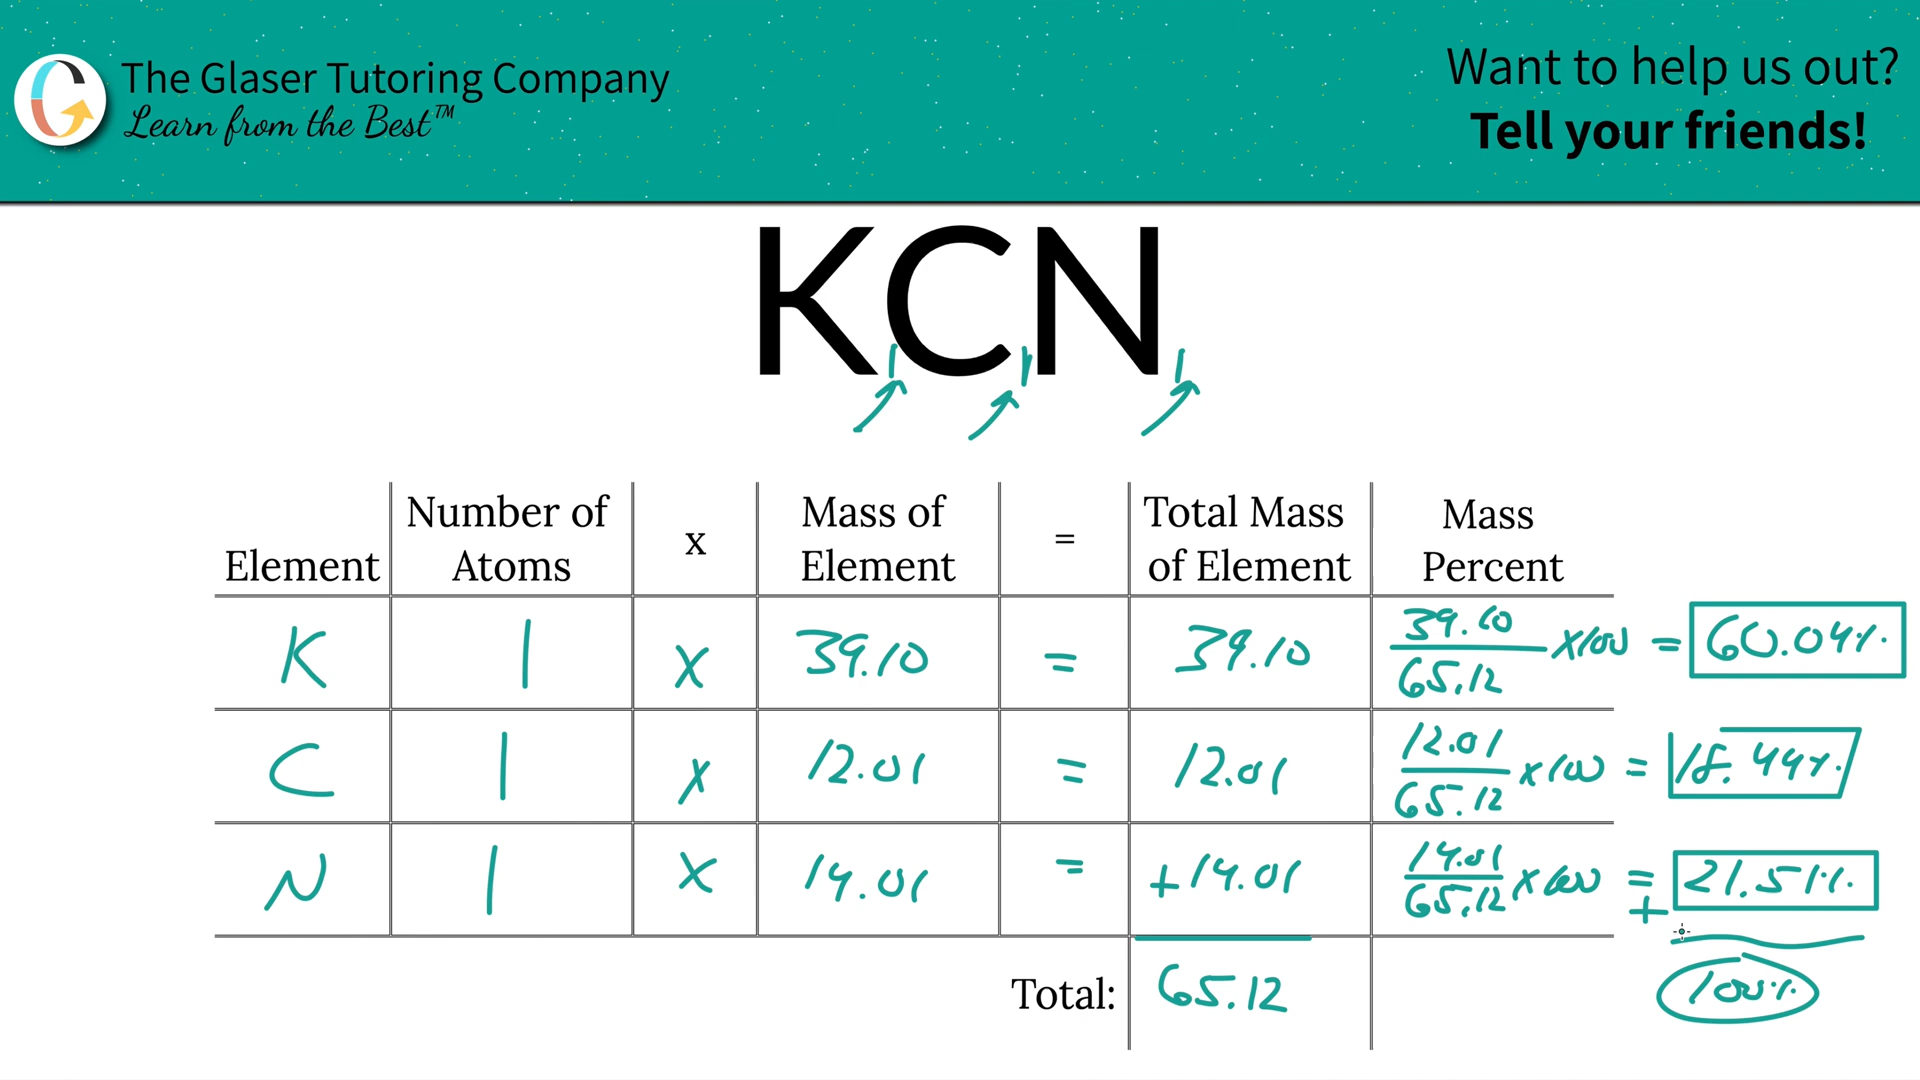 The Glaser Tutoring Company
Learn from the Best™
Want to help us out?
Tell your friends!
KCN
1 1 1
Element Number of Atoms x Mass of Element = Total Mass of Element Mass Percent
K 1 x 39.10 = 39.10 39.10/65.12 x100 = 60.04%
C 1 x 12.01 = 12.01 12.01/65.12 x100 = 18.44%
N 1 x 14.01 = +14.01 14.01/65.12 x100 = 21.51%
+
Total: 65.12 100%